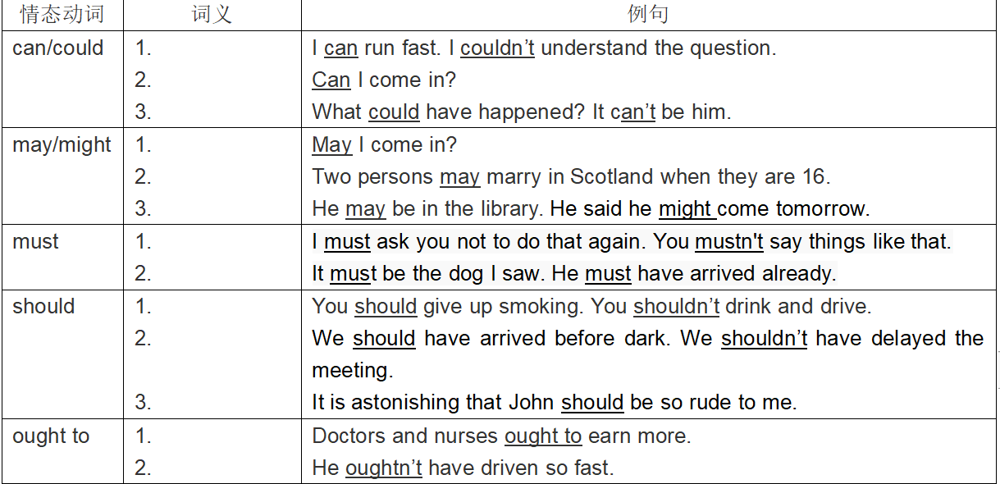 情态动词 词义 例句
can/could 1. I can run fast. I couldn’t understand the question.
2. Can I come in?
3. What could have happened? It can’t be him.
may/might 1. May I come in?
2. Two persons may marry in Scotland when they are 16.
3. He may be in the library. He said he might come tomorrow.
must 1. I must ask you not to do that again. You mustn't say things like that.
2. It must be the dog I saw. He must have arrived already.
should 1. You should give up smoking. You shouldn’t drink and drive.
2. We should have arrived before dark. We shouldn’t have delayed the
meeting.
3. It is astonishing that John should be so rude to me.
ought to 1. Doctors and nurses ought to earn more.
2. He oughtn’t have driven so fast.